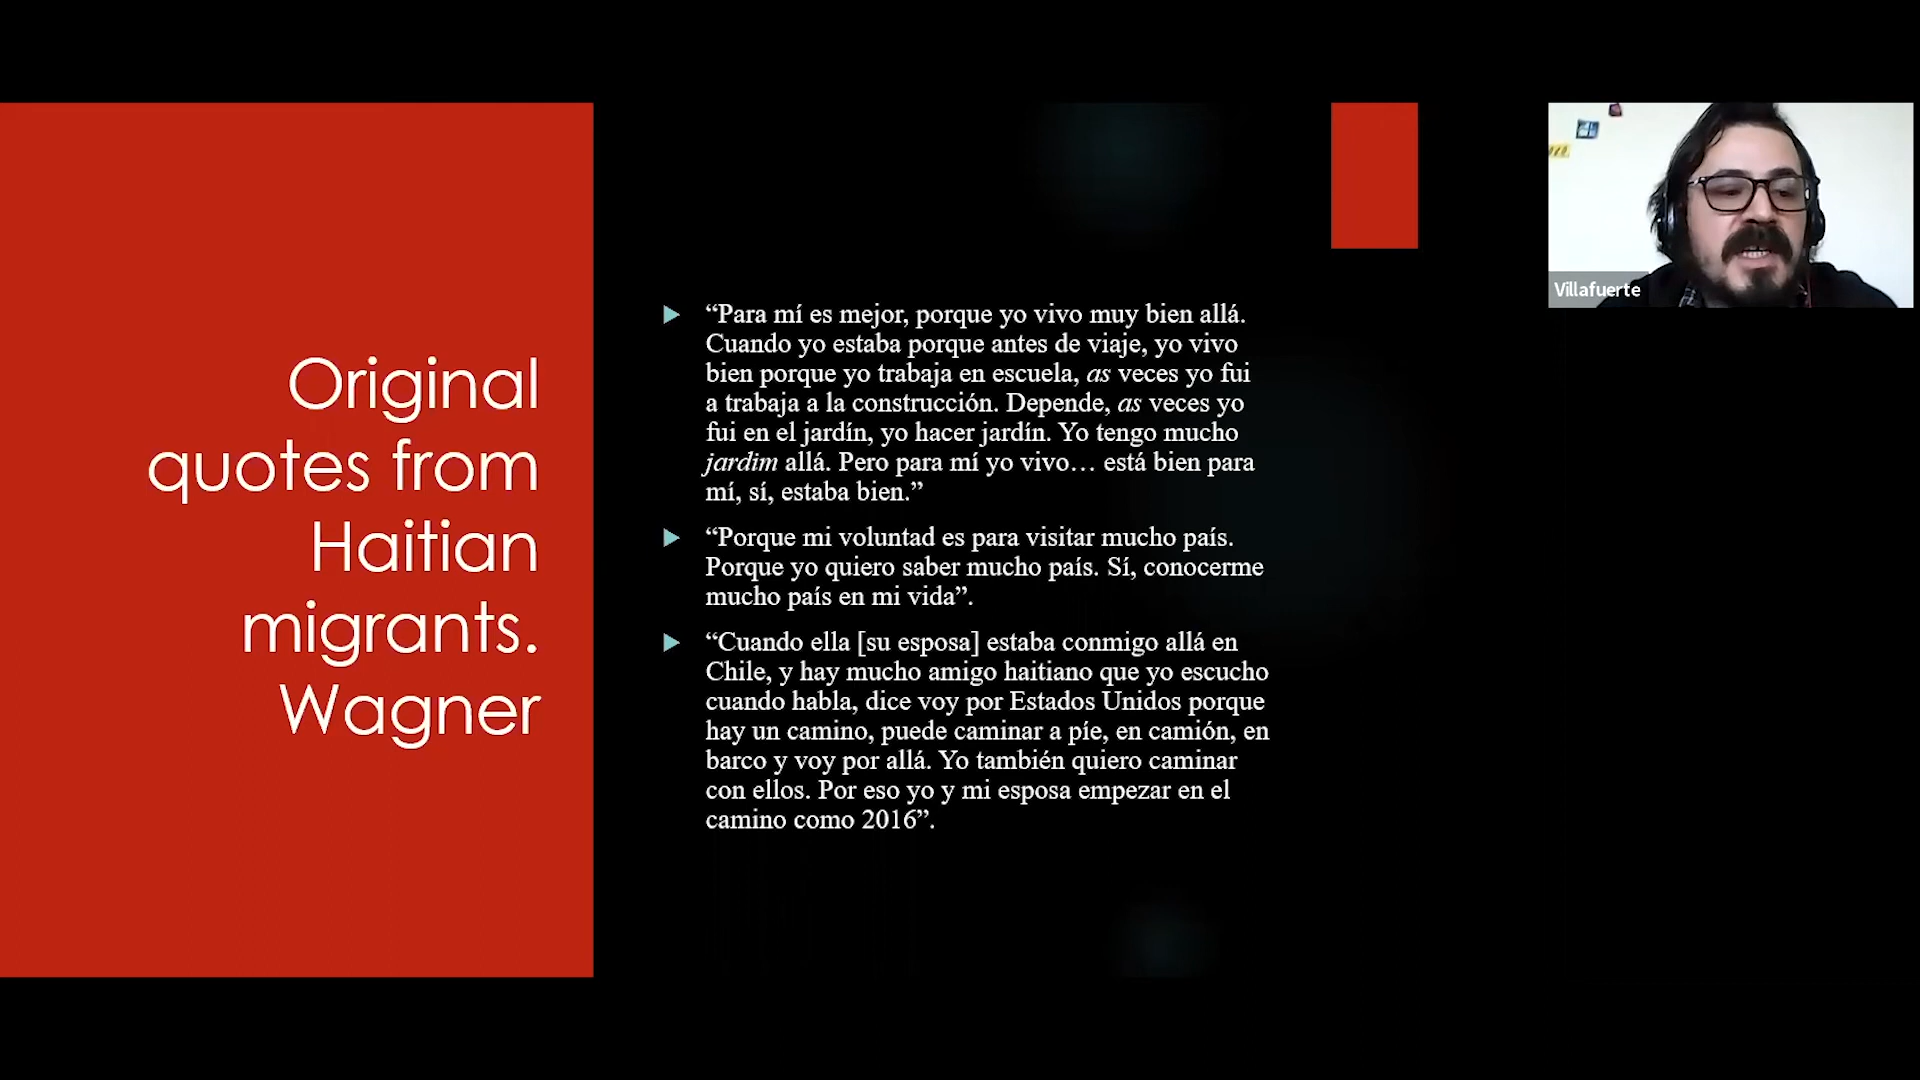 Original
quotes from
Haitian
migrants.
Wagner
“Para mí es mejor, porque yo vivo muy bien allá.
Cuando yo estaba porque antes de viaje, yo vivo
bien porque yo trabaja en escuela, as veces yo fui
a trabaja a la construcción. Depende, as veces yo
fui en el jardín, yo hacer jardín. Yo tengo mucho
jardim allá. Pero para mí yo vivo… está bien para
mí, sí, estaba bien.”
“Porque mi voluntad es para visitar mucho país.
Porque yo quiero saber mucho país. Sí, conocerme
mucho país en mi vida”.
“Cuando ella [su esposa] estaba conmigo allá en
Chile, y hay mucho amigo haitiano que yo escucho
cuando habla, dice voy por Estados Unidos porque
hay un camino, puede caminar a píe, en camión, en
barco y voy por allá. Yo también quiero caminar
con ellos. Por eso yo y mi esposa empezar en el
camino como 2016”.
Villafuerte